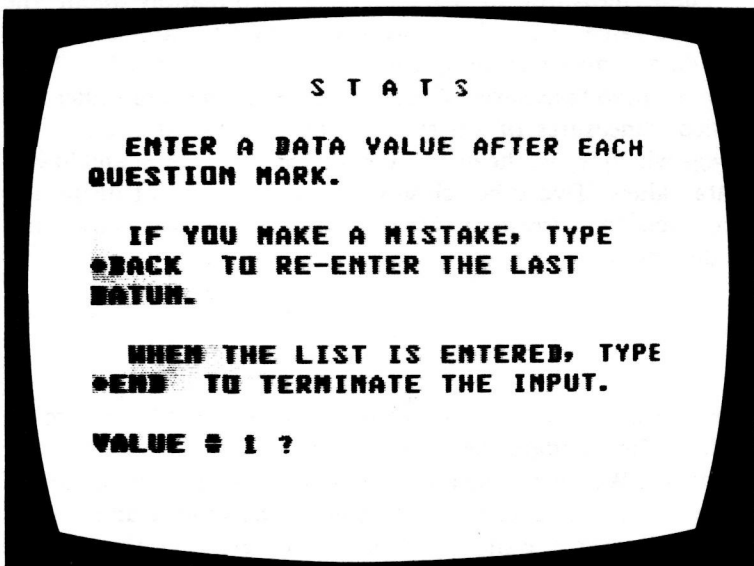 S T A T S
ENTER A DATA VALUE AFTER EACH
QUESTION MARK.
IF YOU MAKE A MISTAKE, TYPE
*BACK TO RE-ENTER THE LAST
DATUM.
WHEN THE LIST IS ENTERED, TYPE
*END TO TERMINATE THE INPUT.
VALUE # 1 ?